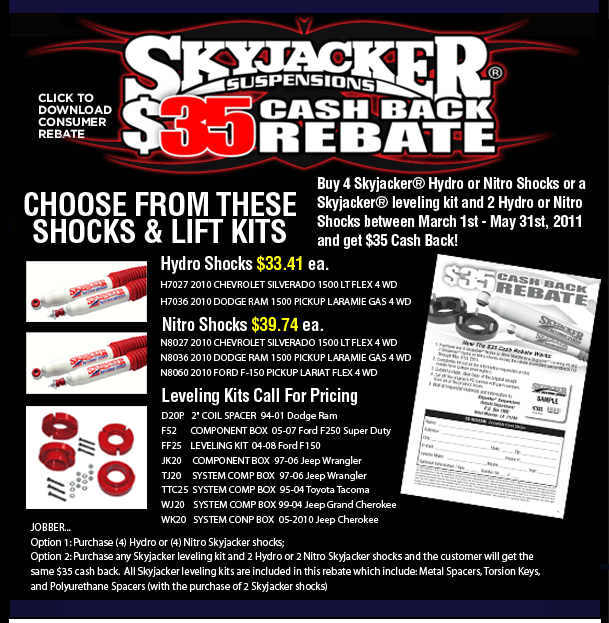 SKYJACKER®
SUSPENSIONS
CLICK TO
DOWNLOAD
CONSUMER
REBATE
$35 CASH BACK
REBATE
CHOOSE FROM THESE
SHOCKS & LIFT KITS
Buy 4 Skyjacker® Hydro or Nitro Shocks or a
Skyjacker® leveling kit and 2 Hydro or Nitro
Shocks between March 1st - May 31st, 2011
and get $35 Cash Back!
Hydro Shocks $33.41 ea.
H7027 2010 CHEVROLET SILVERADO 1500 LT FLEX 4 WD
H7036 2010 DODGE RAM 1500 PICKUP LARAMIE GAS 4 WD
Nitro Shocks $39.74 ea.
N8027 2010 CHEVROLET SILVERADO 1500 LT FLEX 4 WD
N8036 2010 DODGE RAM 1500 PICKUP LARAMIE GAS 4 WD
N8060 2010 FORD F-150 PICKUP LARIAT FLEX 4 WD
Leveling Kits Call For Pricing
D20P 2" COIL SPACER 94-01 Dodge Ram
F52 COMPONENT BOX 05-07 Ford F250 Super Duty
FF25 LEVELING KIT 04-08 Ford F150
JK20 COMPONENT BOX 97-06 Jeep Wrangler
TJ20 SYSTEM COMP BOX 97-06 Jeep Wrangler
TTC25 SYSTEM COMP BOX 95-04 Toyota Tacoma
WJ20 SYSTEM COMP BOX 99-04 Jeep Grand Cherokee
WK20 SYSTEM CONP BOX 05-2010 Jeep Cherokee
$35 CASH BACK
REBATE
SKYJACKER
How The $35 Cash Rebate Works:
SAMPLE
JOBBER...
Option 1: Purchase (4) Hydro or (4) Nitro Skyjacker shocks;
Option 2: Purchase any Skyjacker leveling kit and 2 Hydro or 2 Nitro Skyjacker shocks and the customer will get the
same $35 cash back. All Skyjacker leveling kits are included in this rebate which include: Metal Spacers, Torsion Keys,
and Polyurethane Spacers (with the purchase of 2 Skyjacker shocks)